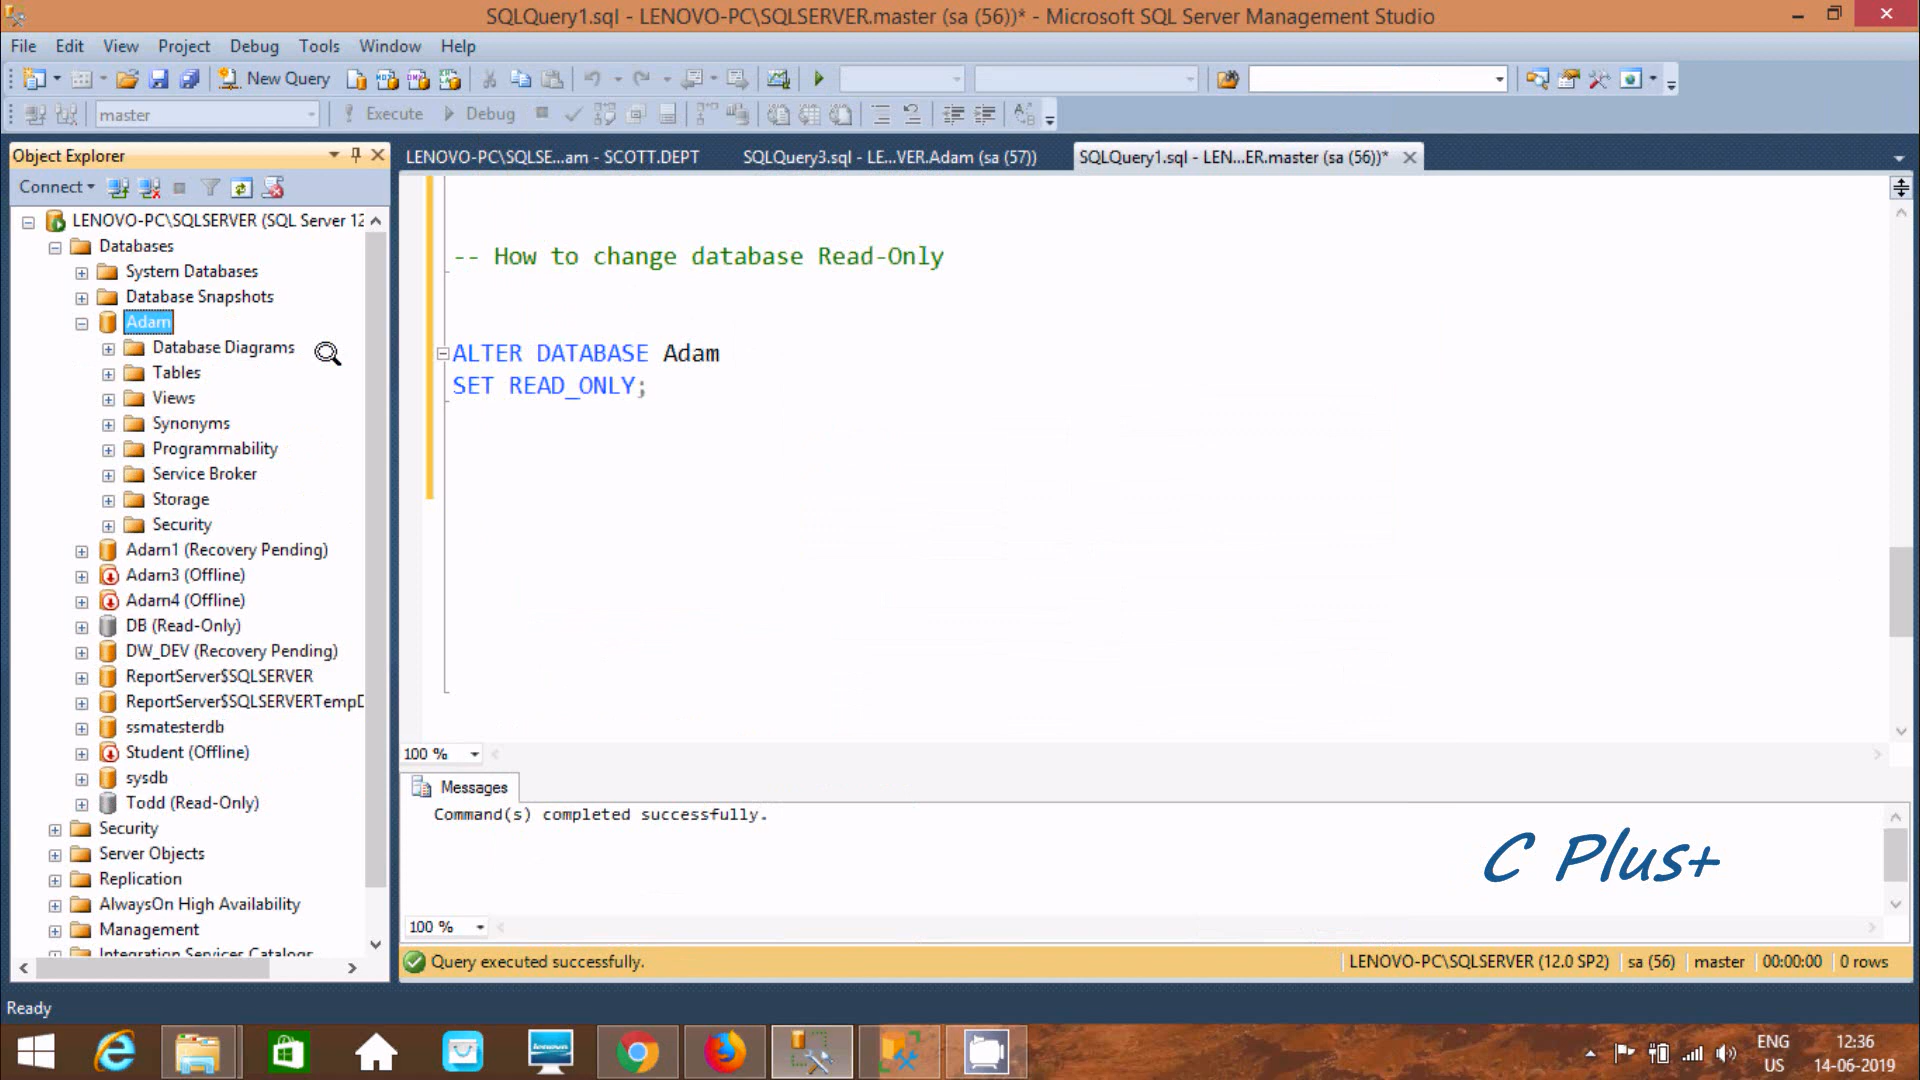 SQLQuery1.sql - LENOVO-PC\SQLSERVER.master (sa (56))* - Microsoft SQL Server Management Studio
File Edit View Project Debug Tools Window Help
New Query
master Execute Debug
Object Explorer
LENOVO-PC\SQLSE...am - SCOTT.DEPT SQLQuery3.sql - LE...VER.Adam (sa (57)) SQLQuery1.sql - LEN...ER.master (sa (56))*
Connect
LENOVO-PC\SQLSERVER (SQL Server 12
Databases
System Databases
Database Snapshots
Adam
Database Diagrams
Tables
Views
Synonyms
Programmability
Service Broker
Storage
Security
Adam1 (Recovery Pending)
Adam3 (Offline)
Adam4 (Offline)
DB (Read-Only)
DW_DEV (Recovery Pending)
ReportServer$SQLSERVER
ReportServer$SQLSERVERTempD
ssmatesterdb
Student (Offline)
sysdb
Todd (Read-Only)
Security
Server Objects
Replication
AlwaysOn High Availability
Management
Integration Services Catalogs
-- How to change database Read-Only
ALTER DATABASE Adam
SET READ_ONLY;
100 %
Messages
Command(s) completed successfully.
C Plus+
100 %
Query executed successfully. LENOVO-PC\SQLSERVER (12.0 SP2) sa (56) master 00:00:00 0 rows
Ready
ENG 12:36
US 14-06-2019